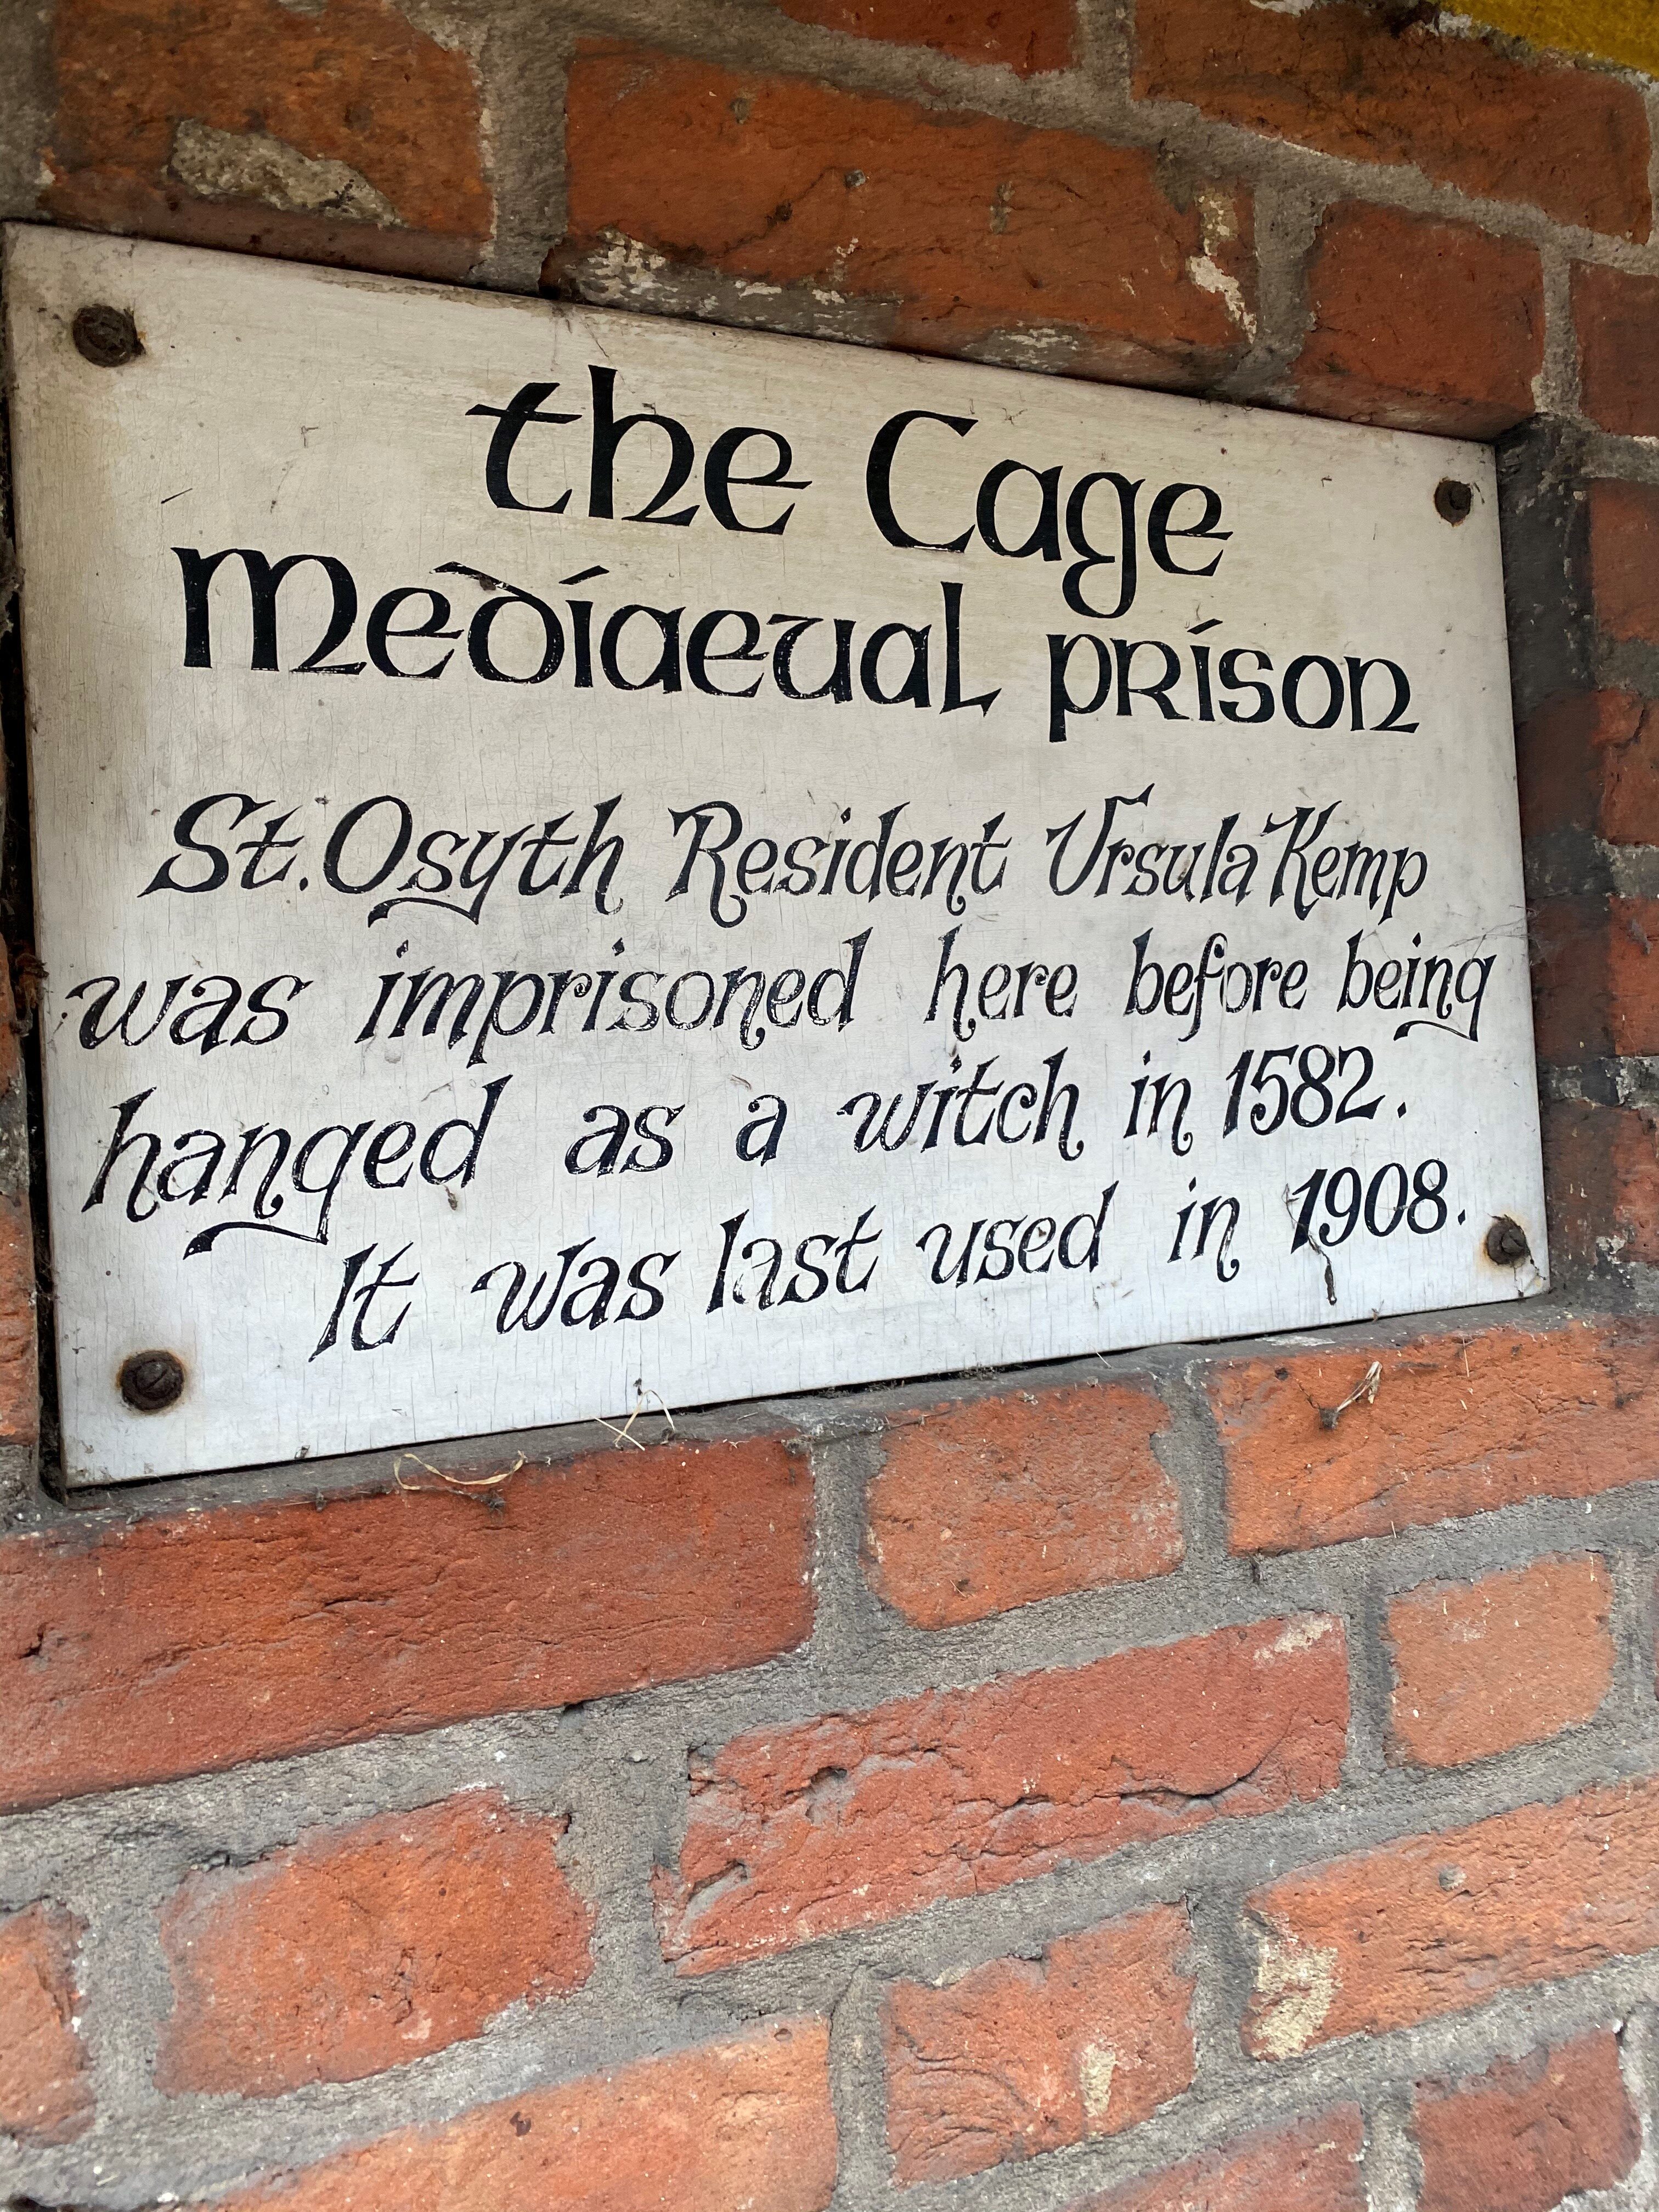 the Cage
Mediaeval prison
St. Osyth Resident Ursula Kemp
was imprisoned here before being
hanged as a witch in 1582.
It was last used in 1908.